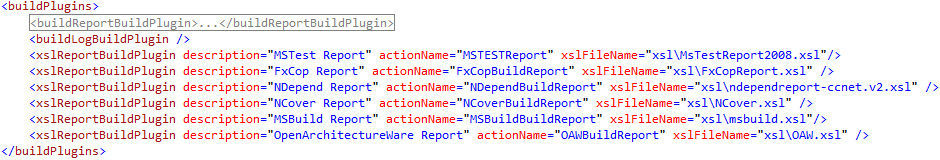 <buildPlugins>
<buildReportBuildPlugin>...</buildReportBuildPlugin>
<buildLogBuildPlugin />
<xslReportBuildPlugin description="MSTest Report" actionName="MSTESTReport" xslFileName="xsl\MsTestReport2008.xsl"/>
<xslReportBuildPlugin description="FxCop Report" actionName="FxCopBuildReport" xslFileName="xsl\FxCopReport.xsl" />
<xslReportBuildPlugin description="NDepend Report" actionName="NDependBuildReport" xslFileName="xsl\ndependreport-ccnet.v2.xsl" />
<xslReportBuildPlugin description="NCover Report" actionName="NCoverBuildReport" xslFileName="xsl\NCover.xsl" />
<xslReportBuildPlugin description="MSBuild Report" actionName="MSBuildBuildReport" xslFileName="xsl\msbuild.xsl" />
<xslReportBuildPlugin description="OpenArchitectureWare Report" actionName="OAWBuildReport" xslFileName="xsl\OAW.xsl" />
</buildPlugins>